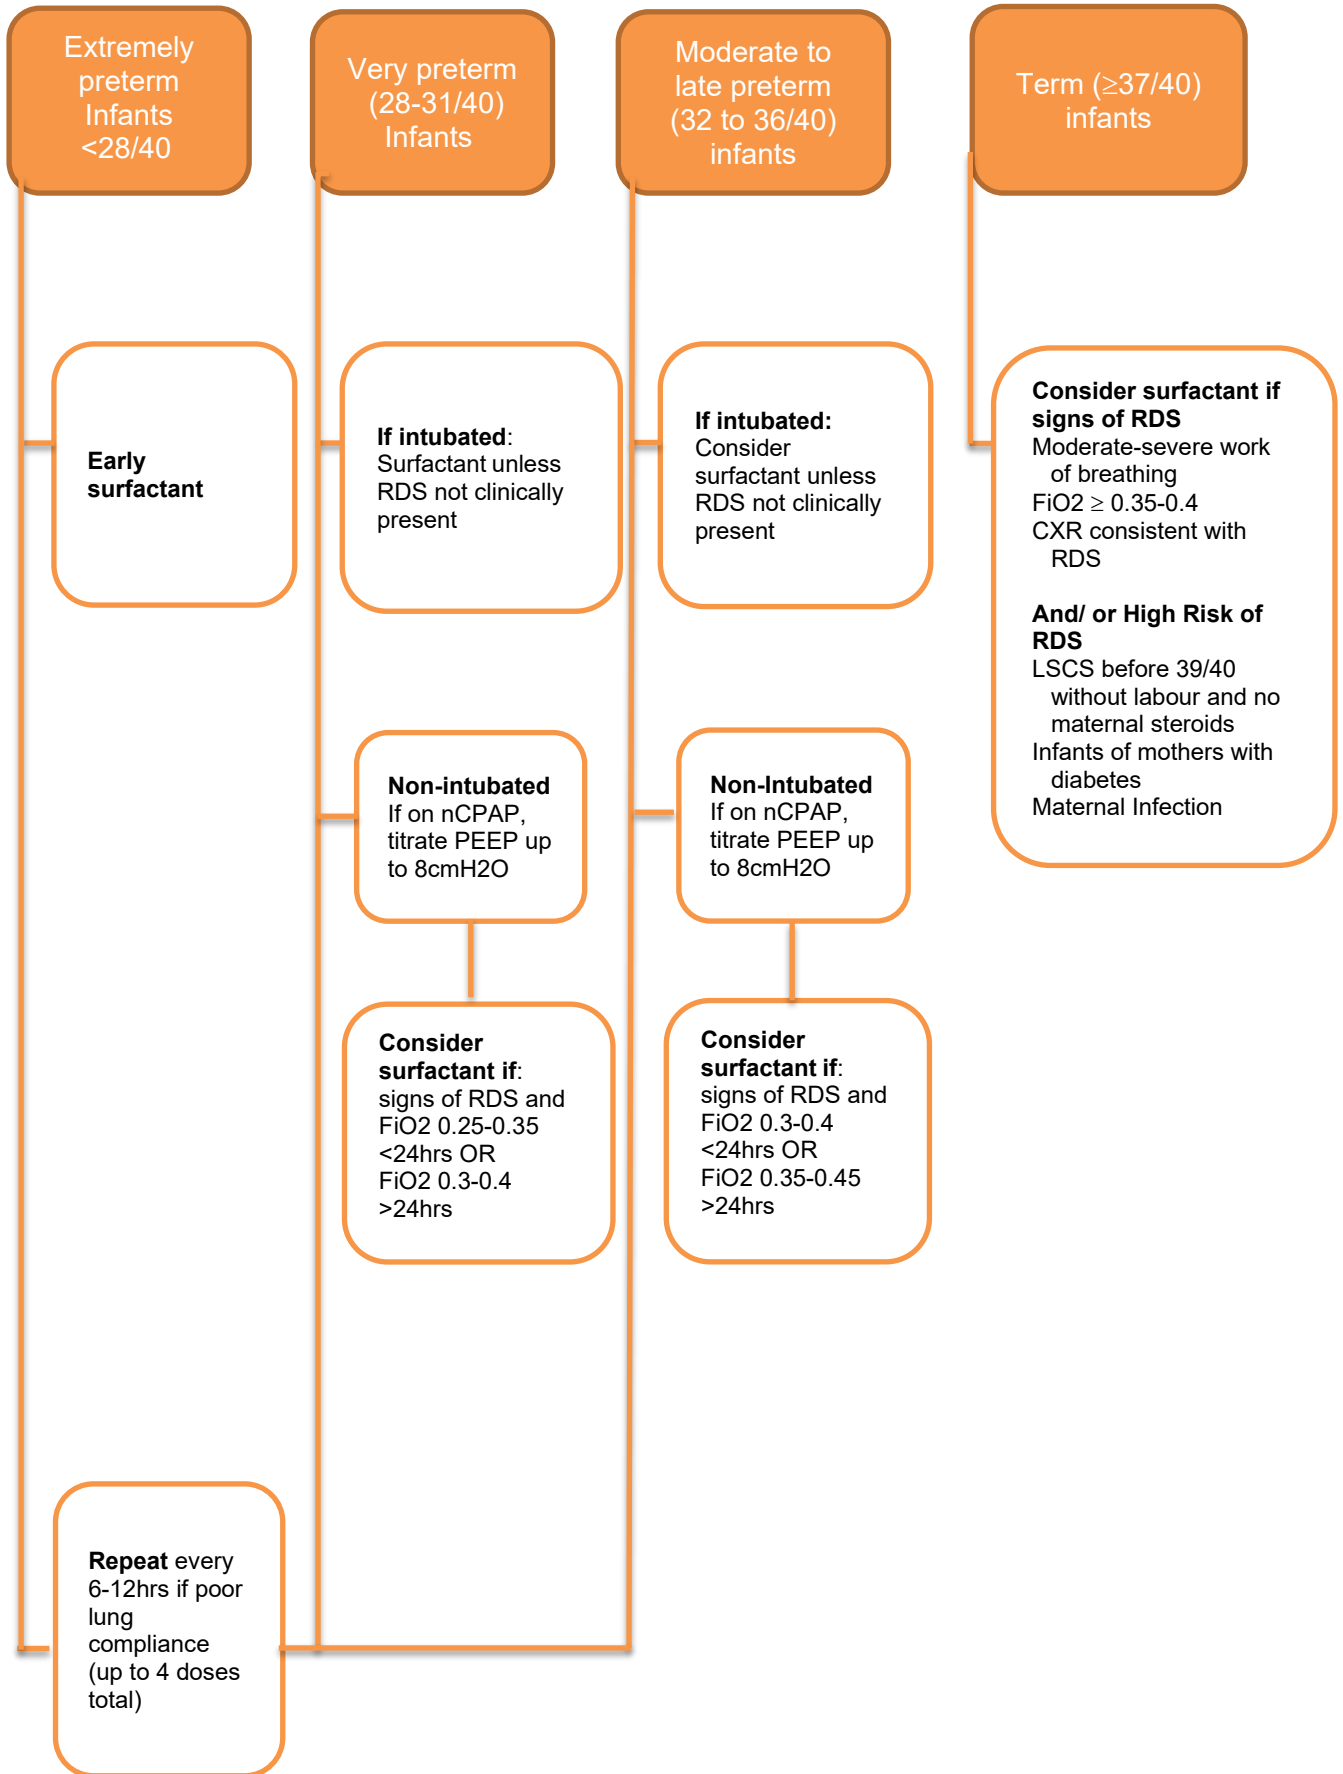 Extremely
preterm
Infants
<28/40
Very preterm
(28-31/40)
Infants
Moderate to
late preterm
(32 to 36/40)
infants
Term (≥37/40)
infants
Early
surfactant
If intubated:
Surfactant unless
RDS not clinically
present
If intubated:
Consider
surfactant unless
RDS not clinically
present
Consider surfactant if
signs of RDS
Moderate-severe work
of breathing
FiO2 ≥ 0.35-0.4
CXR consistent with
RDS
And/ or High Risk of
RDS
LSCS before 39/40
without labour and no
maternal steroids
Infants of mothers with
diabetes
Maternal Infection
Non-intubated
If on nCPAP,
titrate PEEP up
to 8cmH2O
Non-Intubated
If on nCPAP,
titrate PEEP up
to 8cmH2O
Consider
surfactant if:
signs of RDS and
FiO2 0.25-0.35
<24hrs OR
FiO2 0.3-0.4
>24hrs
Consider
surfactant if:
signs of RDS and
FiO2 0.3-0.4
<24hrs OR
FiO2 0.35-0.45
>24hrs
Repeat every
6-12hrs if poor
lung
compliance
(up to 4 doses
total)